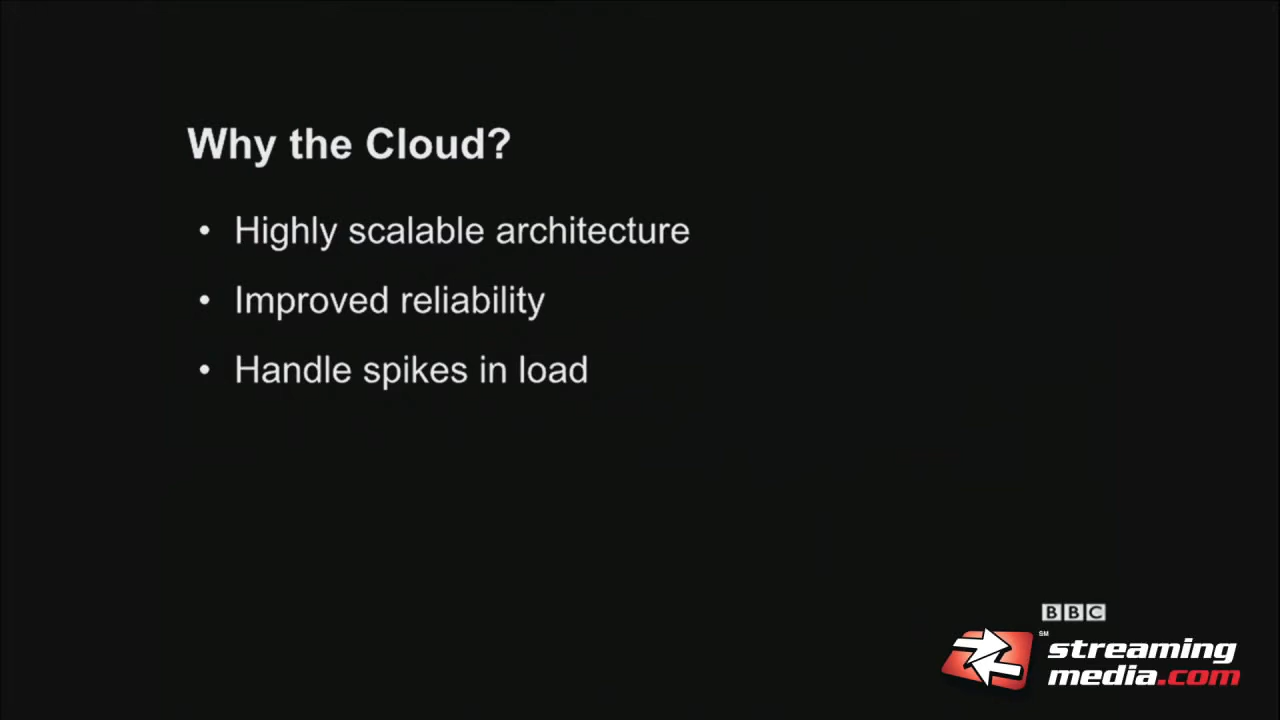 Why the Cloud?
• Highly scalable architecture
• Improved reliability
• Handle spikes in load
BBC
SM
streaming
media.com